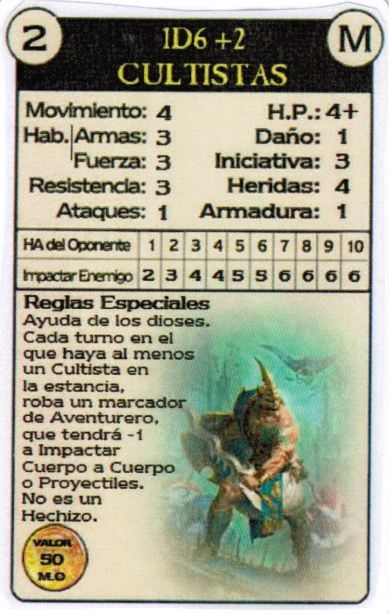 2
1D6 +2
M
CULTISTAS
Movimiento: 4 H.P.: 4+
Hab. Armas: 3 Daño: 1
Fuerza: 3 Iniciativa: 3
Resistencia: 3 Heridas: 4
Ataques: 1 Armadura: 1
HA del Oponente 1 2 3 4 5 6 7 8 9 10
Impactar Enemigo 2 3 4 4 5 5 6 6 6 6
Reglas Especiales
Ayuda de los dioses.
Cada turno en el
que haya al menos
un Cultista en
la estancia,
roba un marcador
de Aventurero,
que tendrá -1
a Impactar
Cuerpo a Cuerpo
o Proyectiles.
No es un
Hechizo.
VALOR
50
M.O